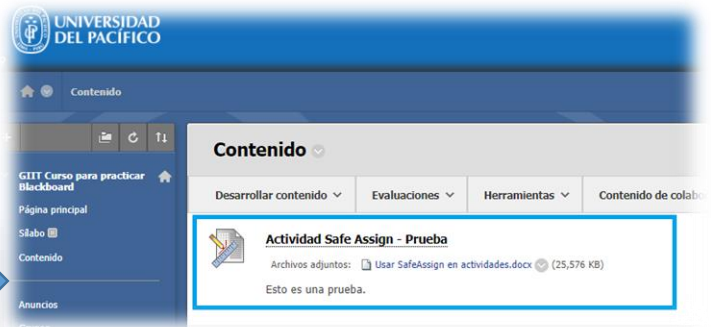 UNIVERSIDAD
DEL PACÍFICO
Contenido
GIIT Curso para practicar
Blackboard
Página principal
Sílabo
Contenido
Anuncios
Contenido
Desarrollar contenido
Evaluaciones
Herramientas
Contenido de colabo
Actividad Safe Assign - Prueba
Archivos adjuntos: Usar SafeAssign en actividades.docx (25,576 KB)
Esto es una prueba.